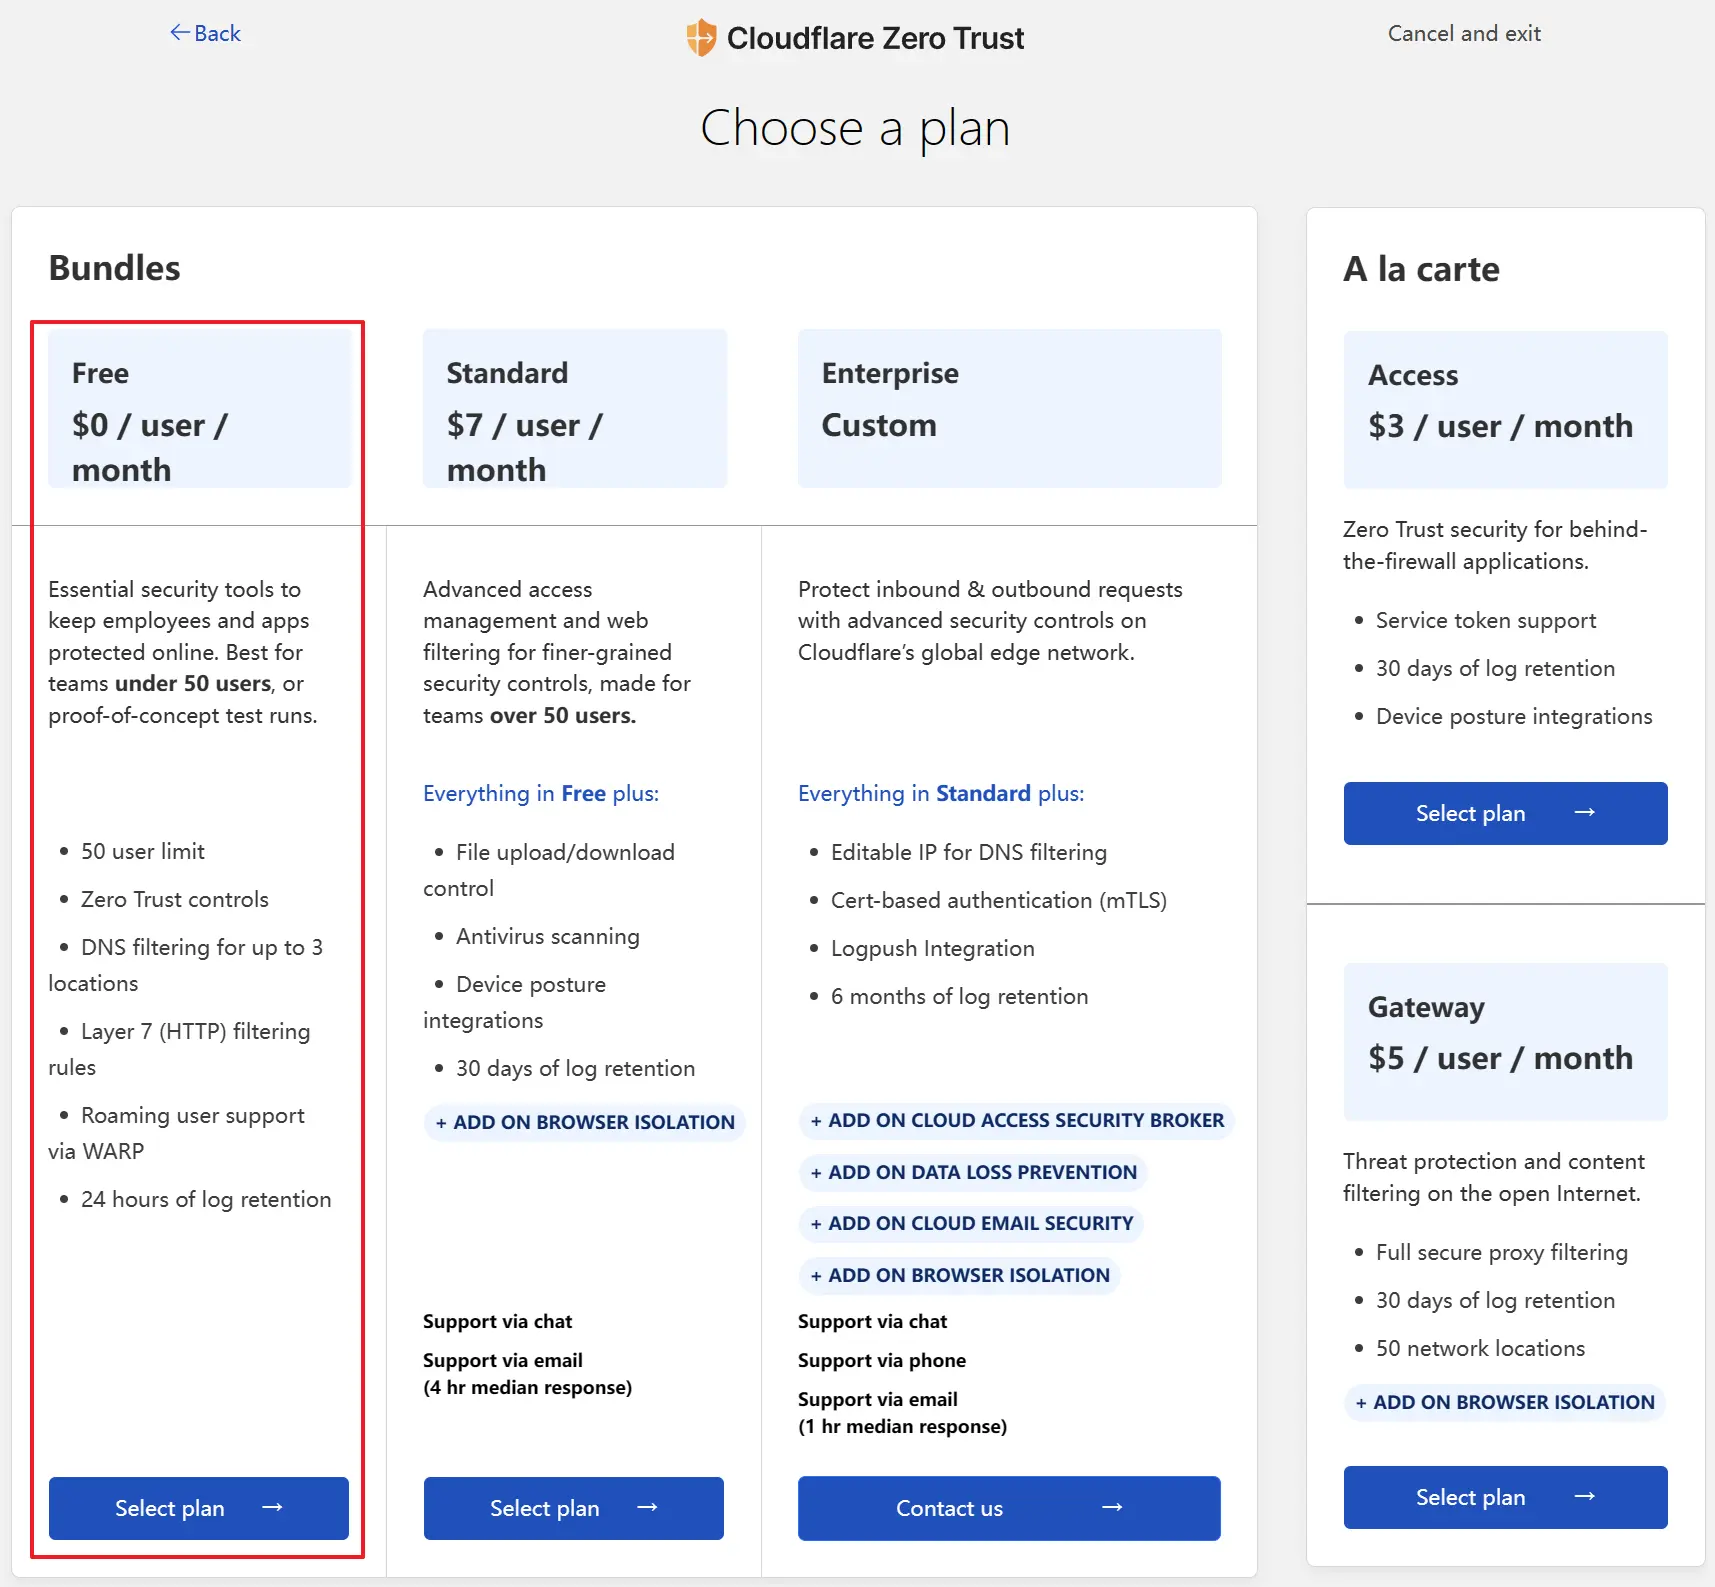 ←Back
Cloudflare Zero Trust
Cancel and exit
Choose a plan
Bundles
Free
$0 / user /
month
Essential security tools to
keep employees and apps
protected online. Best for
teams under 50 users, or
proof-of-concept test runs.
• 50 user limit
• Zero Trust controls
• DNS filtering for up to 3
locations
• Layer 7 (HTTP) filtering
rules
• Roaming user support
via WARP
• 24 hours of log retention
Select plan →
Standard
$7 / user /
month
Advanced access
management and web
filtering for finer-grained
security controls, made for
teams over 50 users.
Everything in Free plus:
• File upload/download
control
• Antivirus scanning
• Device posture
integrations
• 30 days of log retention
+ ADD ON BROWSER ISOLATION
Support via chat
Support via email
(4 hr median response)
Select plan →
Enterprise
Custom
Protect inbound & outbound requests
with advanced security controls on
Cloudflare’s global edge network.
Everything in Standard plus:
• Editable IP for DNS filtering
• Cert-based authentication (mTLS)
• Logpush Integration
• 6 months of log retention
+ ADD ON CLOUD ACCESS SECURITY BROKER
+ ADD ON DATA LOSS PREVENTION
+ ADD ON CLOUD EMAIL SECURITY
+ ADD ON BROWSER ISOLATION
Support via chat
Support via phone
Support via email
(1 hr median response)
Contact us →
A la carte
Access
$3 / user / month
Zero Trust security for behind-
the-firewall applications.
• Service token support
• 30 days of log retention
• Device posture integrations
Select plan →
Gateway
$5 / user / month
Threat protection and content
filtering on the open Internet.
• Full secure proxy filtering
• 30 days of log retention
• 50 network locations
+ ADD ON BROWSER ISOLATION
Select plan →